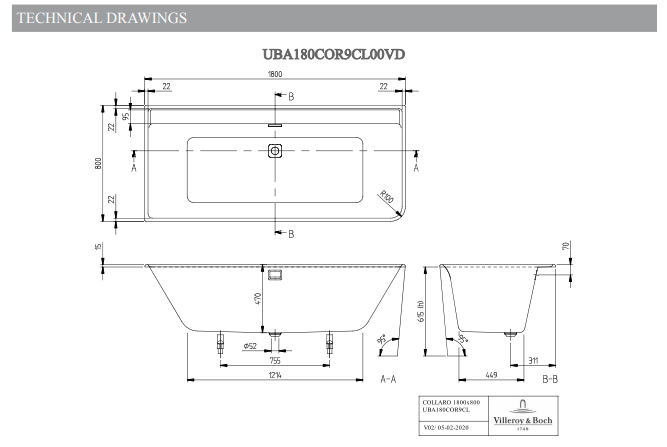 TECHNICAL DRAWINGS
UBA180COR9CL00VD
1800
22
22
B
95
22
800
A
A
22
R100
B
15
70
470
615 (h)
Ø52
95°
95°
755
311
1214
A-A
449
B-B
COLLARO 1800x800
UBA180COR9CL
V02/ 05-02-2020
Villeroy & Boch
1748